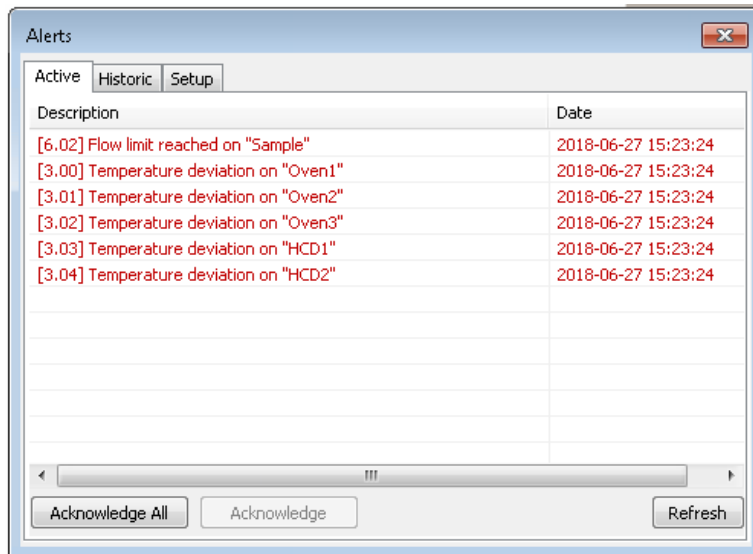 Alerts
Active Historic Setup
Description Date
[6.02] Flow limit reached on "Sample" 2018-06-27 15:23:24
[3.00] Temperature deviation on "Oven1" 2018-06-27 15:23:24
[3.01] Temperature deviation on "Oven2" 2018-06-27 15:23:24
[3.02] Temperature deviation on "Oven3" 2018-06-27 15:23:24
[3.03] Temperature deviation on "HCD1" 2018-06-27 15:23:24
[3.04] Temperature deviation on "HCD2" 2018-06-27 15:23:24
Acknowledge All Acknowledge Refresh